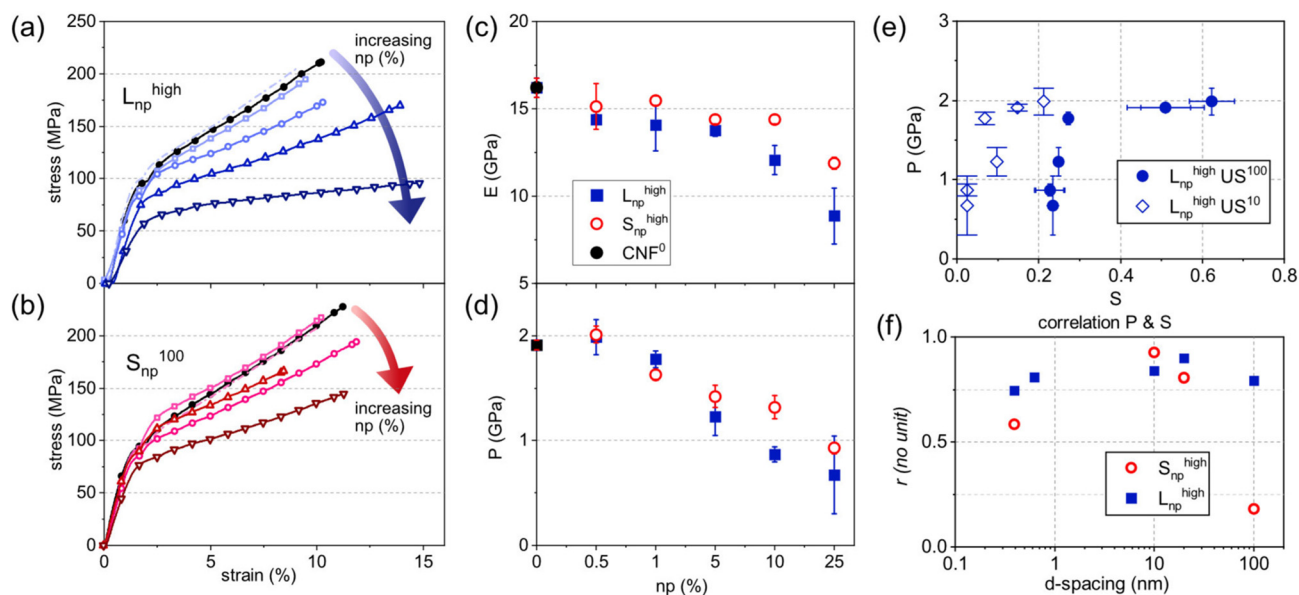 (a)
250
200
150
100
50
0
stress (MPa)
L_np^high
increasing
np (%)
(b)
200
150
100
50
0
stress (MPa)
S_np^100
increasing
np (%)
0
5
10
15
strain (%)
(c)
20
16
10
5
E (GPa)
L_np^high
S_np^high
CNF^0
(d)
2
1
P (GPa)
0
0.5
1
5
10
25
np (%)
(e)
3
2
1
0
P (GPa)
L_np^high US^100
L_np^high US^10
0.0
0.2
0.4
0.6
0.8
S
(f)
correlation P & S
1.0
0.5
0.0
r (no unit)
S_np^high
L_np^high
0.1
1
10
100
d-spacing (nm)